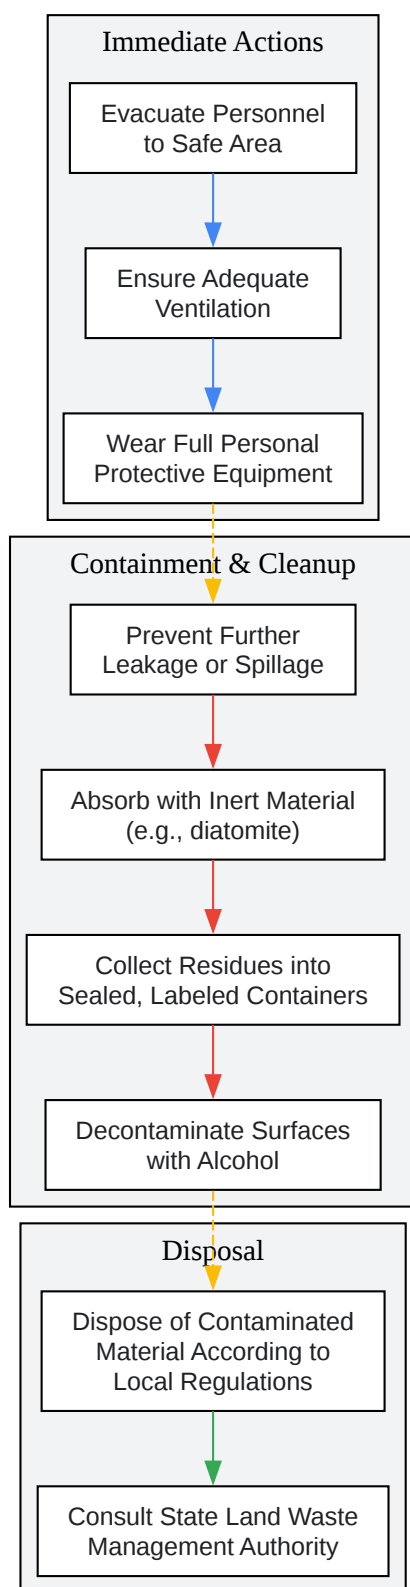 Immediate Actions
Evacuate Personnel
to Safe Area
Ensure Adequate
Ventilation
Wear Full Personal
Protective Equipment
Containment & Cleanup
Prevent Further
Leakage or Spillage
Absorb with Inert Material
(e.g., diatomite)
Collect Residues into
Sealed, Labeled Containers
Decontaminate Surfaces
with Alcohol
Disposal
Dispose of Contaminated
Material According to
Local Regulations
Consult State Land Waste
Management Authority